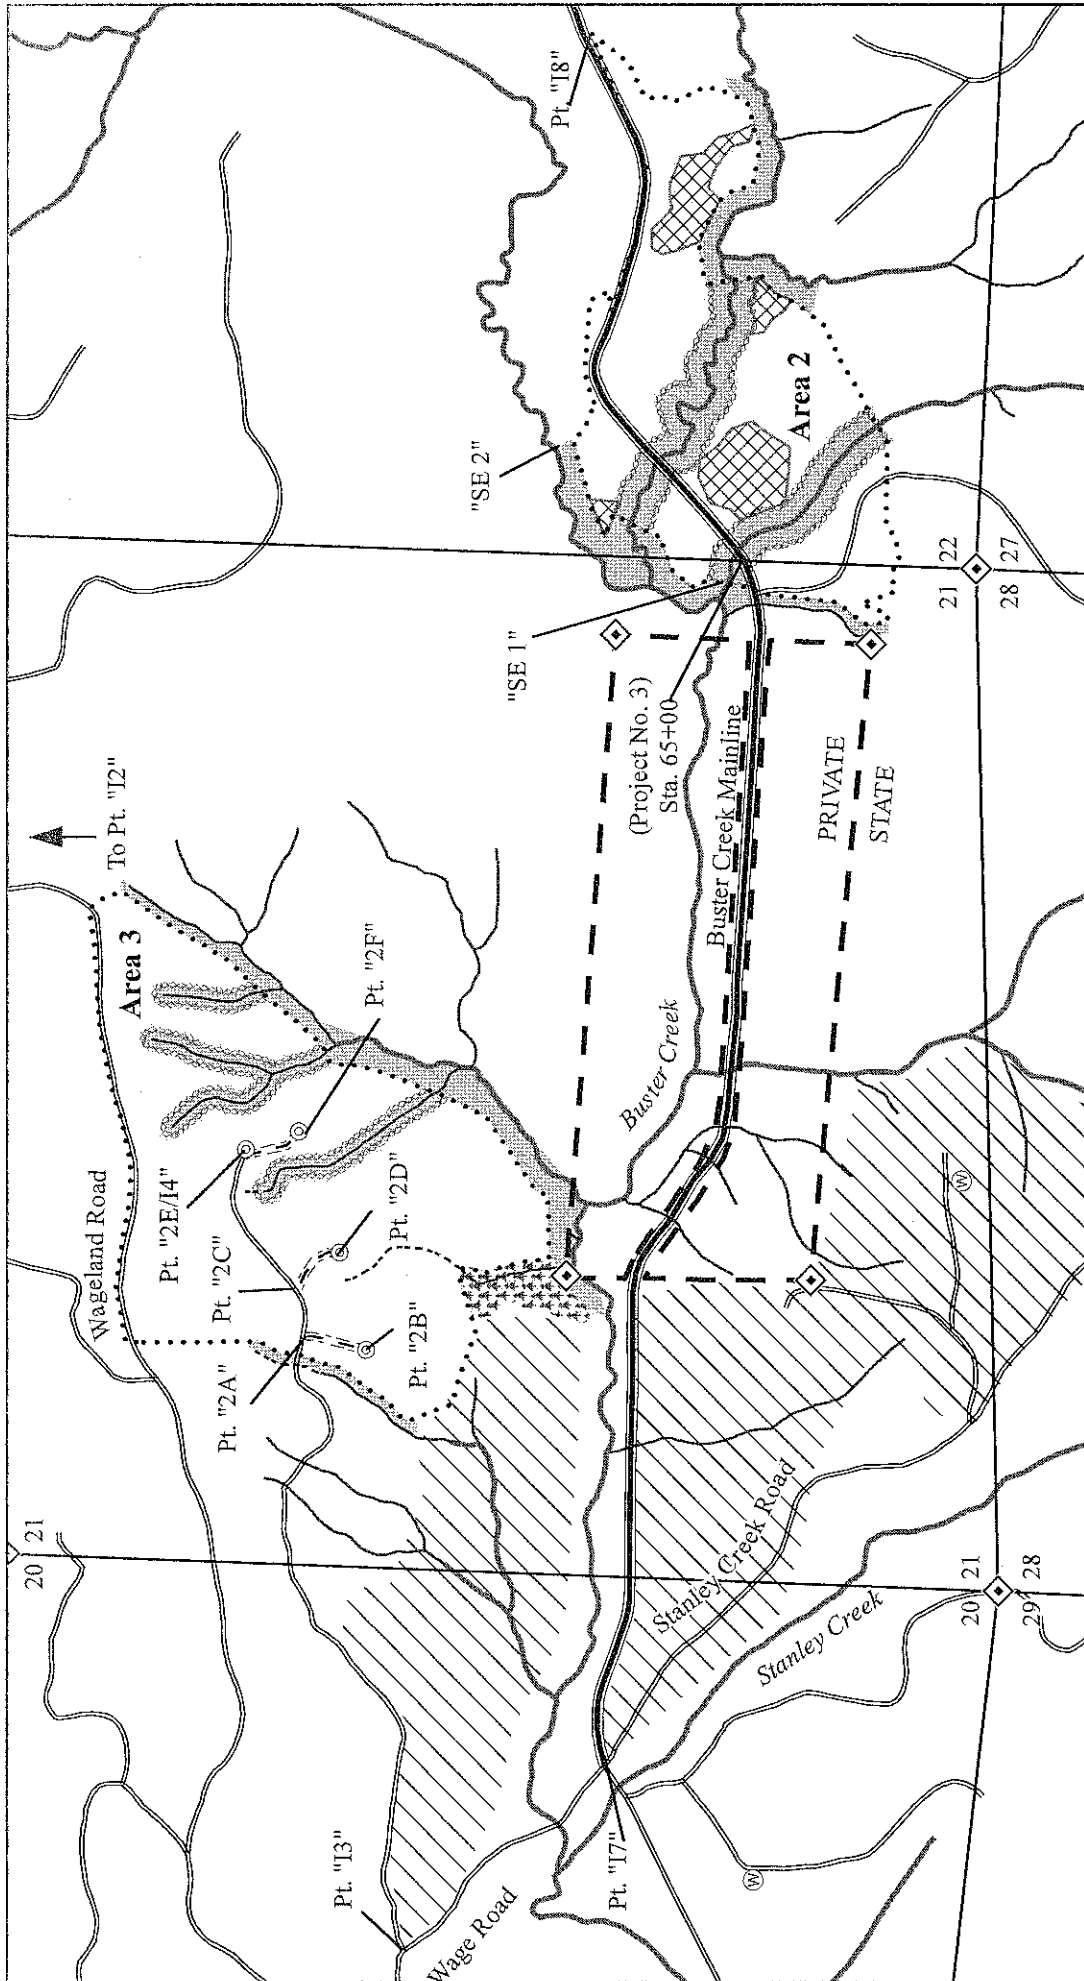 20
21
Wageland Road
To Pt. "I2"
Area 3
Pt. "2E/I4"
Pt. "2C"
Pt. "2A"
Pt. "2F"
Pt. "2D"
Pt. "2B"
Pt. "I3"
Wage Road
Pt. "I7"
Buster Creek
Buster Creek Mainline
(Project No. 3)
Sta. 65+00
"SE 1"
"SE 2"
Pt. "I8"
Area 2
PRIVATE
STATE
Stanley Creek Road
Stanley Creek
W
W
20
21
29
28
21
22
28
27